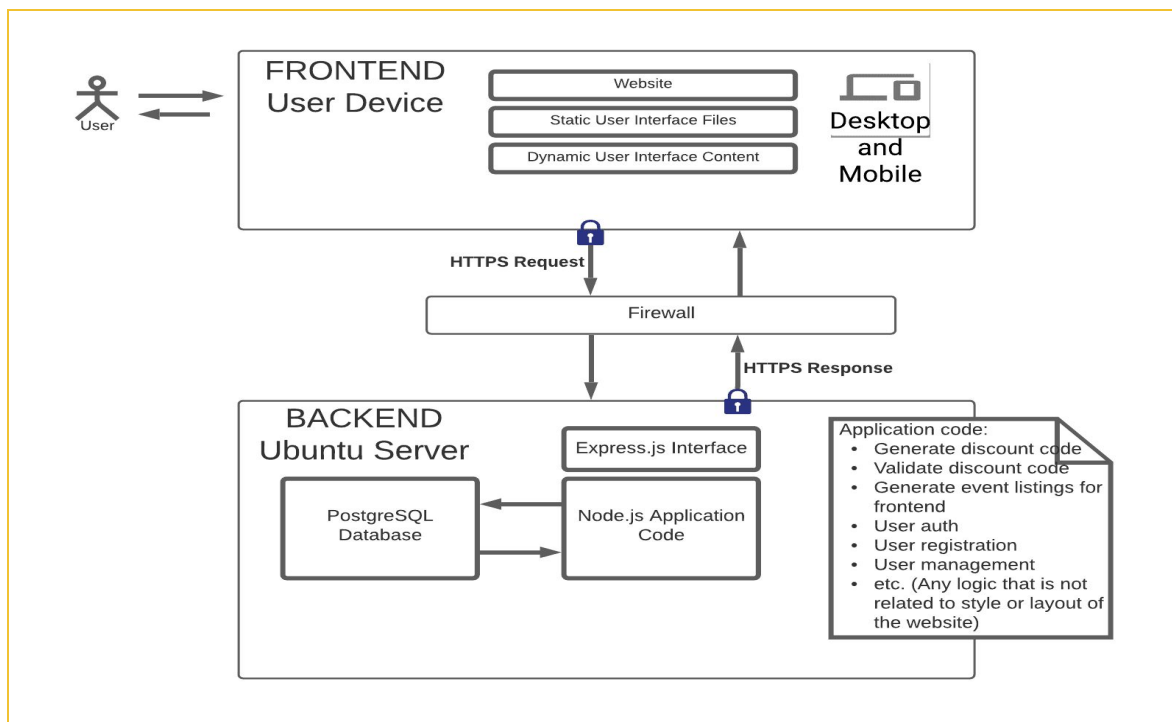 FRONTEND
User Device
Website
Static User Interface Files
Dynamic User Interface Content
Desktop
and
Mobile
User
HTTPS Request
Firewall
HTTPS Response
BACKEND
Ubuntu Server
Express.js Interface
PostgreSQL
Database
Node.js Application
Code
Application code:
• Generate discount code
• Validate discount code
• Generate event listings for
frontend
• User auth
• User registration
• User management
• etc. (Any logic that is not
related to style or layout of
the website)